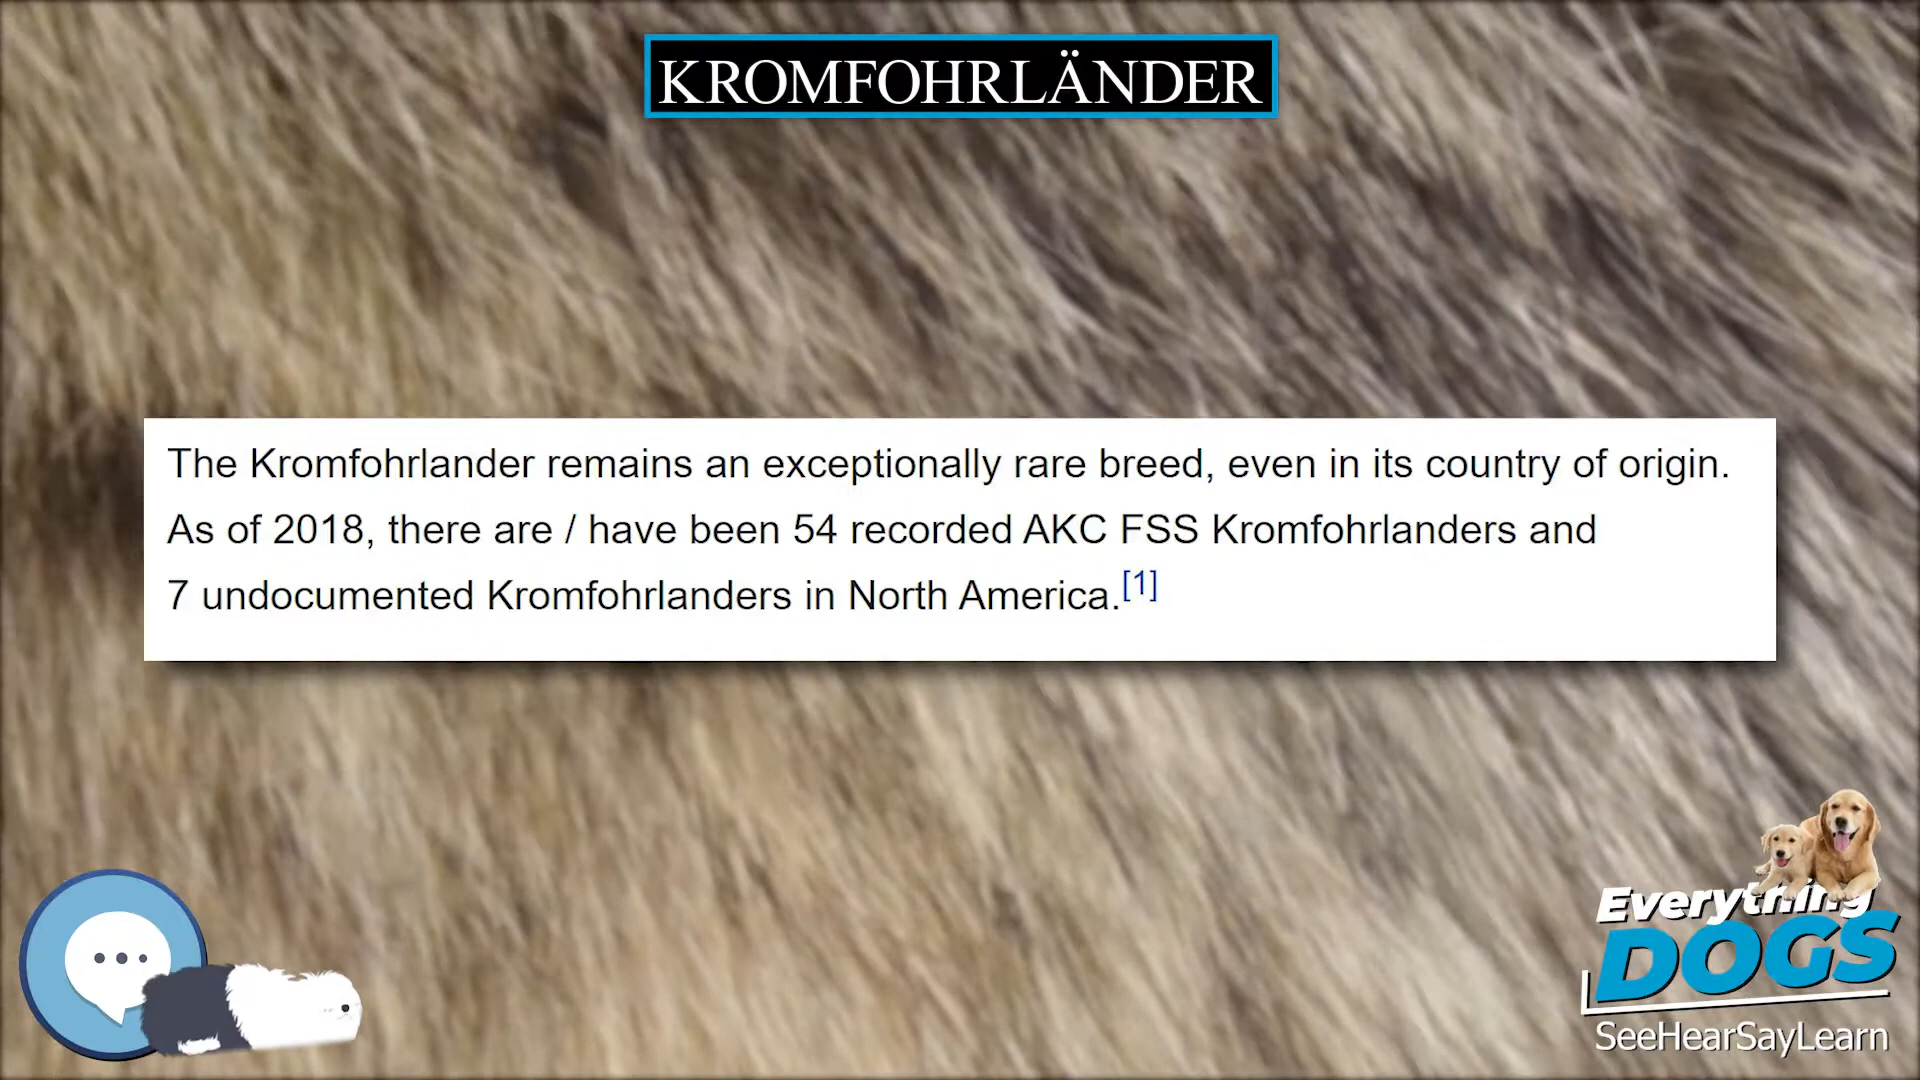 KROMFOHRLÄNDER
The Kromfohrlander remains an exceptionally rare breed, even in its country of origin.
As of 2018, there are / have been 54 recorded AKC FSS Kromfohrlanders and
7 undocumented Kromfohrlanders in North America.[1]
Everything
DOGS
SeeHearSayLearn